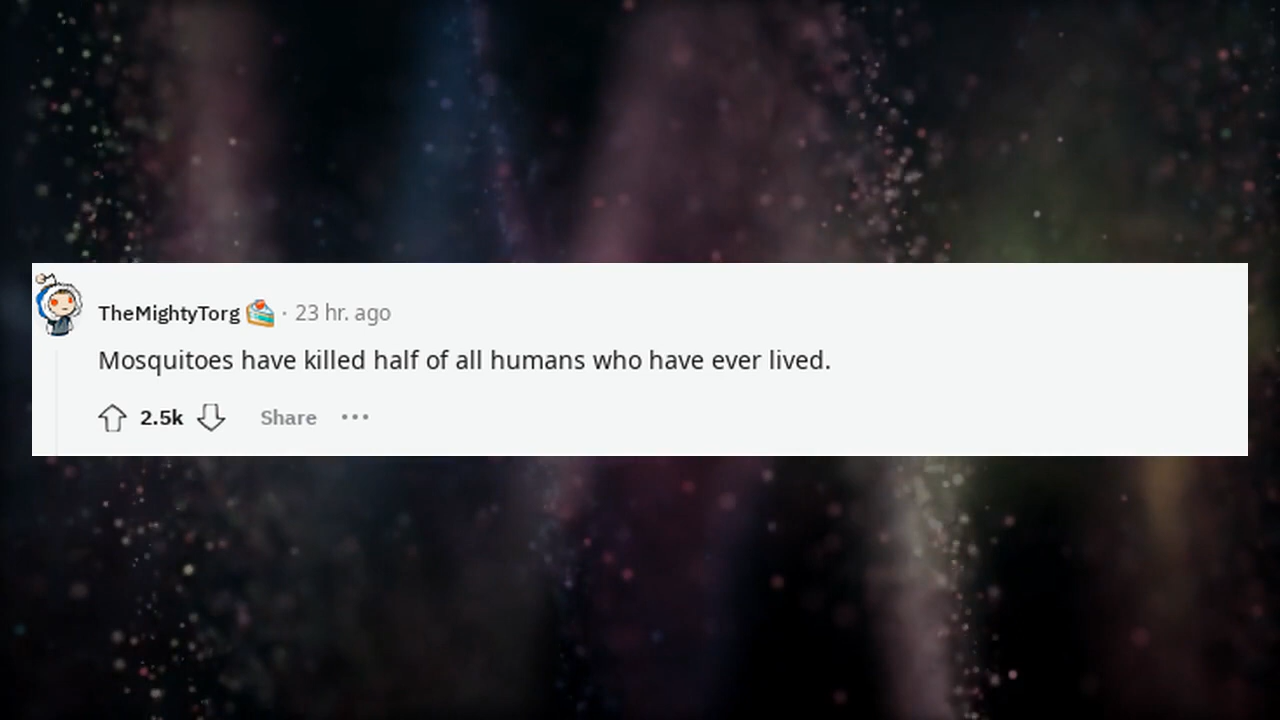 TheMightyTorg · 23 hr. ago
Mosquitoes have killed half of all humans who have ever lived.
2.5k Share •••